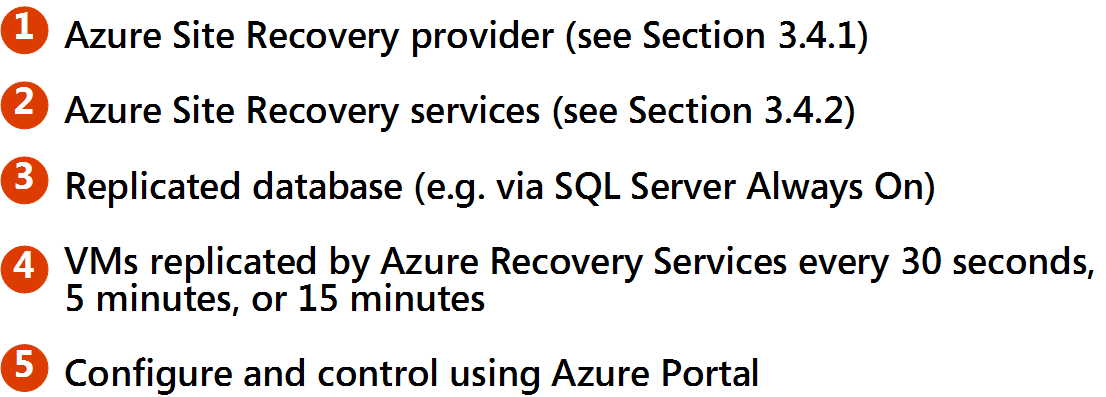 1 Azure Site Recovery provider (see Section 3.4.1)
2 Azure Site Recovery services (see Section 3.4.2)
3 Replicated database (e.g. via SQL Server Always On)
4 VMs replicated by Azure Recovery Services every 30 seconds,
5 minutes, or 15 minutes
5 Configure and control using Azure Portal